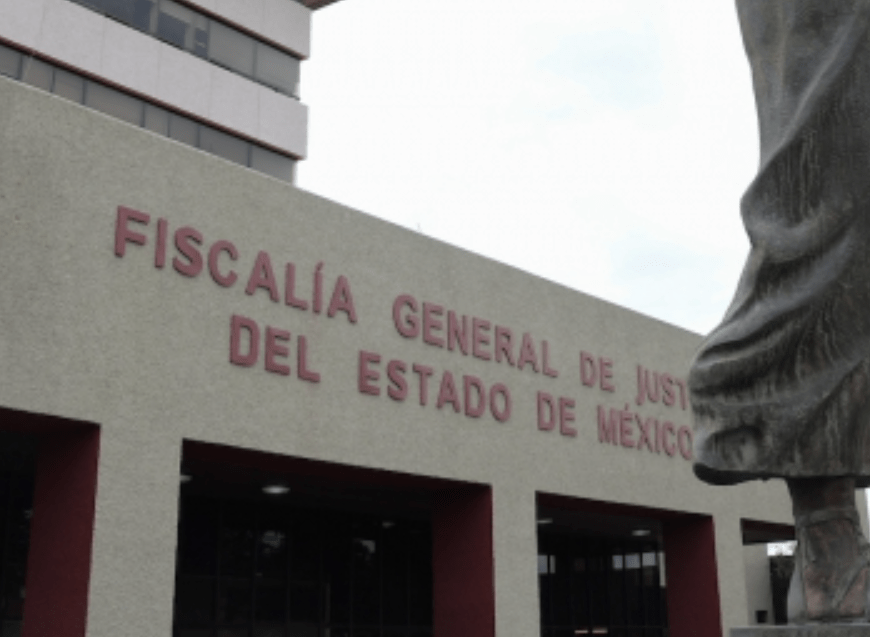 FISCALÍA GENERAL DE JUST
DEL ESTADO DE MÉXICO